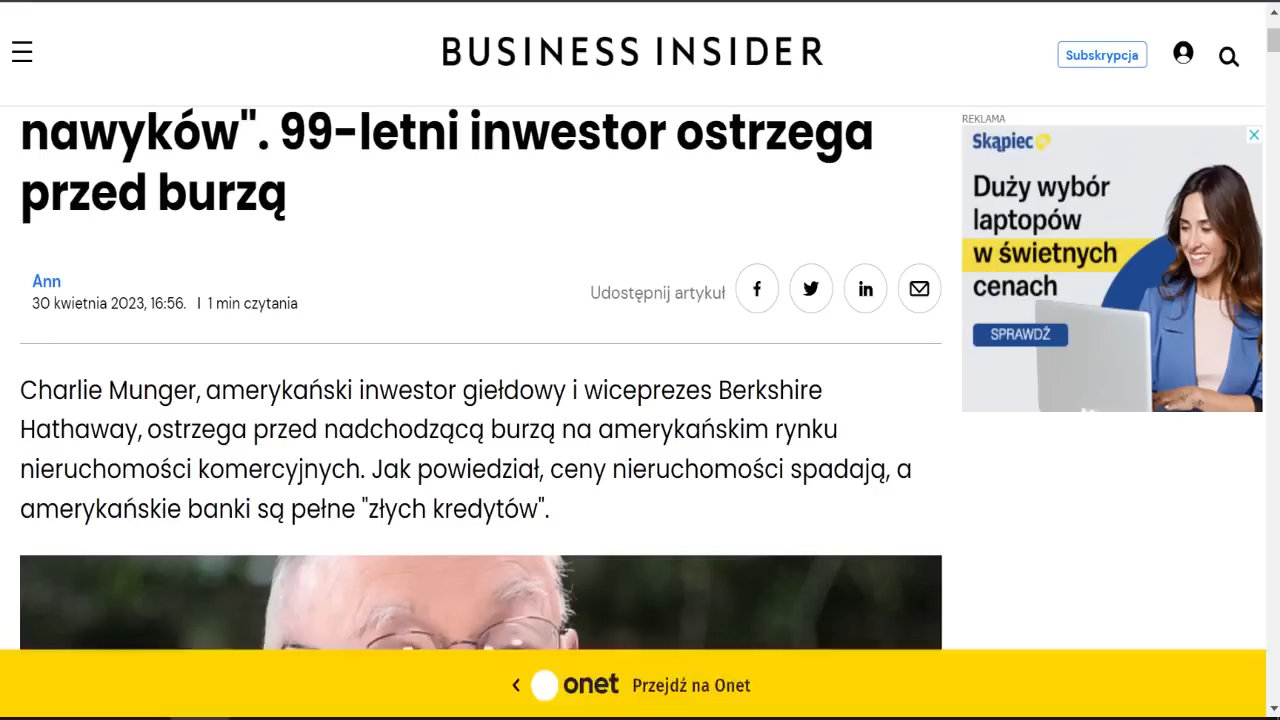 BUSINESS INSIDER
Subskrypcja
nawyków". 99-letni inwestor ostrzega
przed burzą
Ann
30 kwietnia 2023, 16:56. | 1 min czytania
Udostępnij artykuł
Charlie Munger, amerykański inwestor giełdowy i wiceprezes Berkshire
Hathaway, ostrzega przed nadchodzącą burzą na amerykańskim rynku
nieruchomości komercyjnych. Jak powiedział, ceny nieruchomości spadają, a
amerykańskie banki są pełne "złych kredytów".
REKLAMA
Skąpiec
Duży wybór
laptopów
w świetnych
cenach
SPRAWDŹ
onet Przejdź na Onet